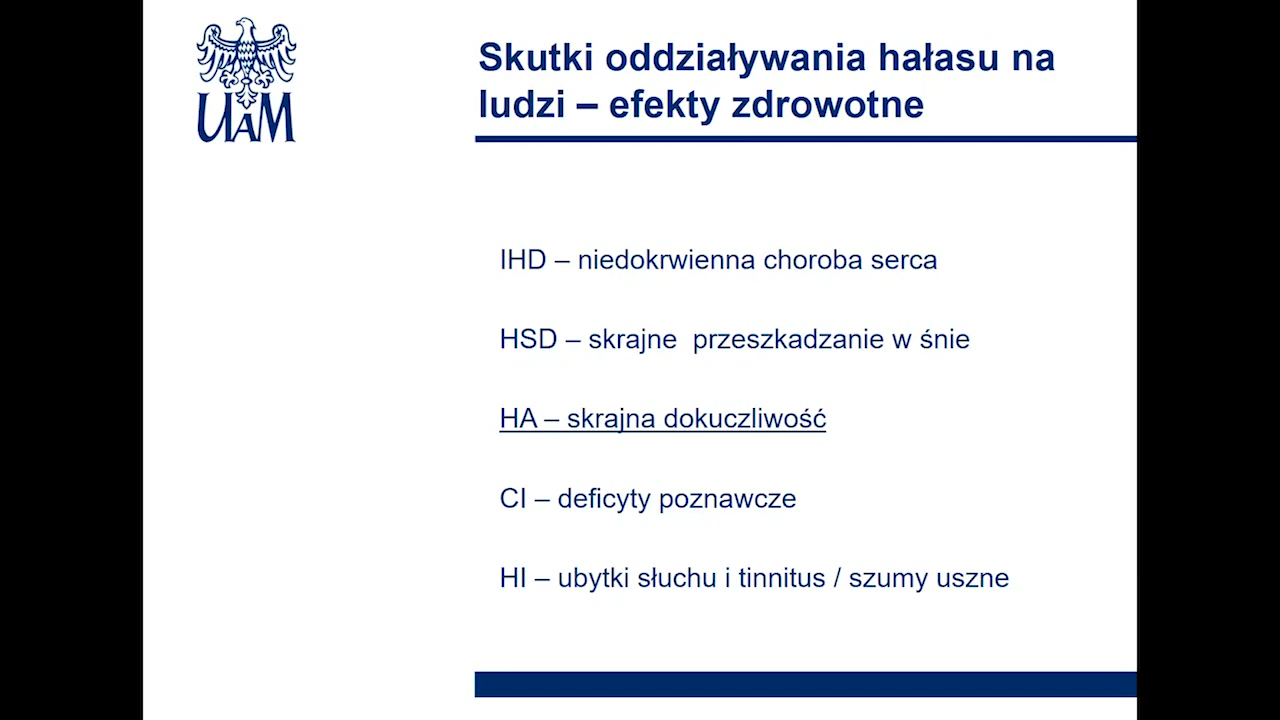 UAM
Skutki oddziaływania hałasu na
ludzi – efekty zdrowotne
IHD – niedokrwienna choroba serca
HSD – skrajne przeszkadzanie w śnie
HA – skrajna dokuczliwość
CI – deficyty poznawcze
HI – ubytki słuchu i tinnitus / szumy uszne